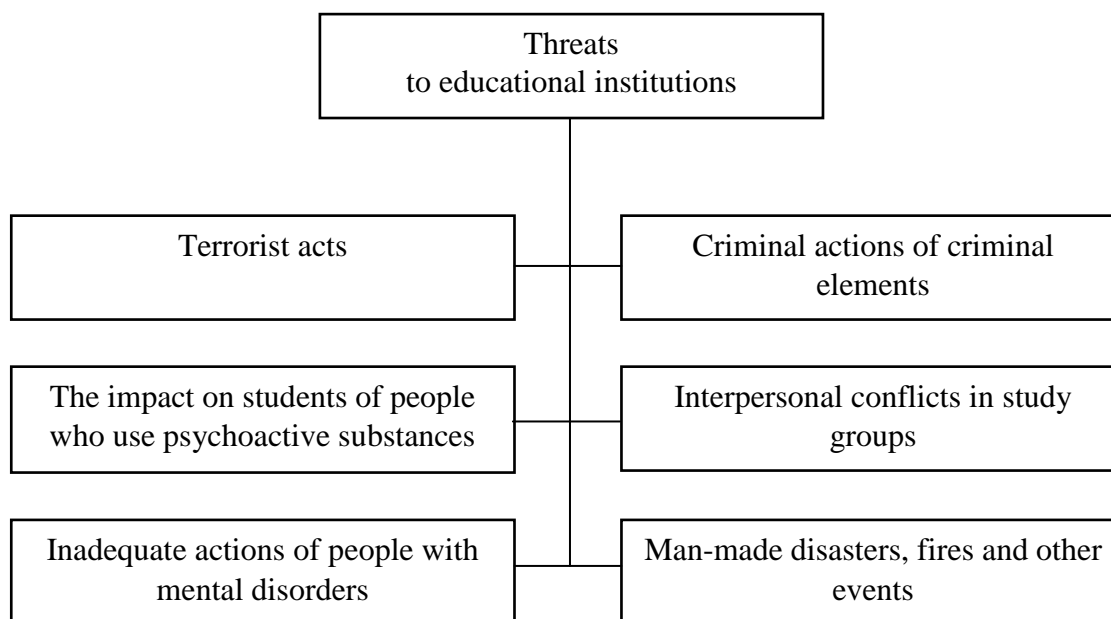 Threats
to educational institutions
Terrorist acts
Criminal actions of criminal
elements
The impact on students of people
who use psychoactive substances
Interpersonal conflicts in study
groups
Inadequate actions of people with
mental disorders
Man-made disasters, fires and other
events